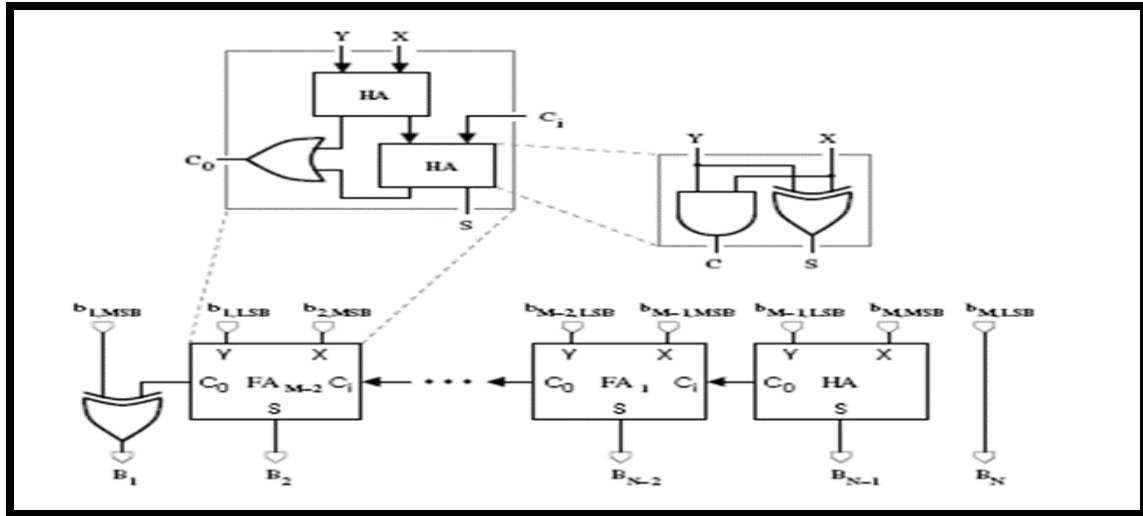 Y X
HA
C_i
C_0
HA
S
Y X
C S
b_1,MSB b_1,LSB b_2,MSB b_M-2,LSB b_M-1,MSB b_M-1,LSB b_M,MSB b_M,LSB
Y X Y X Y X
C_0 FA_M-2 C_i ••• C_0 FA_1 C_i C_0 HA
S S S
B_1 B_2 B_N-2 B_N-1 B_N